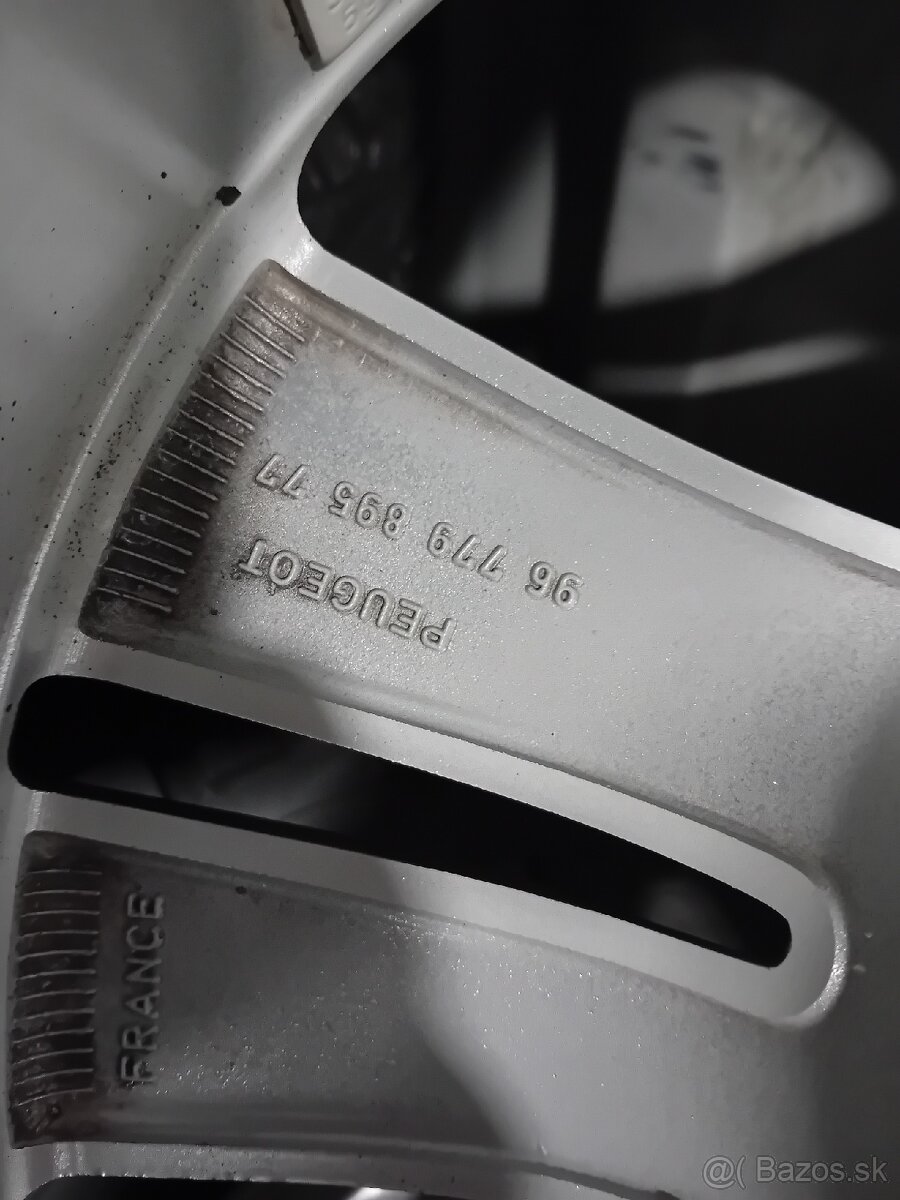 PEUGEOT
96 779 895 77
FRANCE
@( Bazos.sk